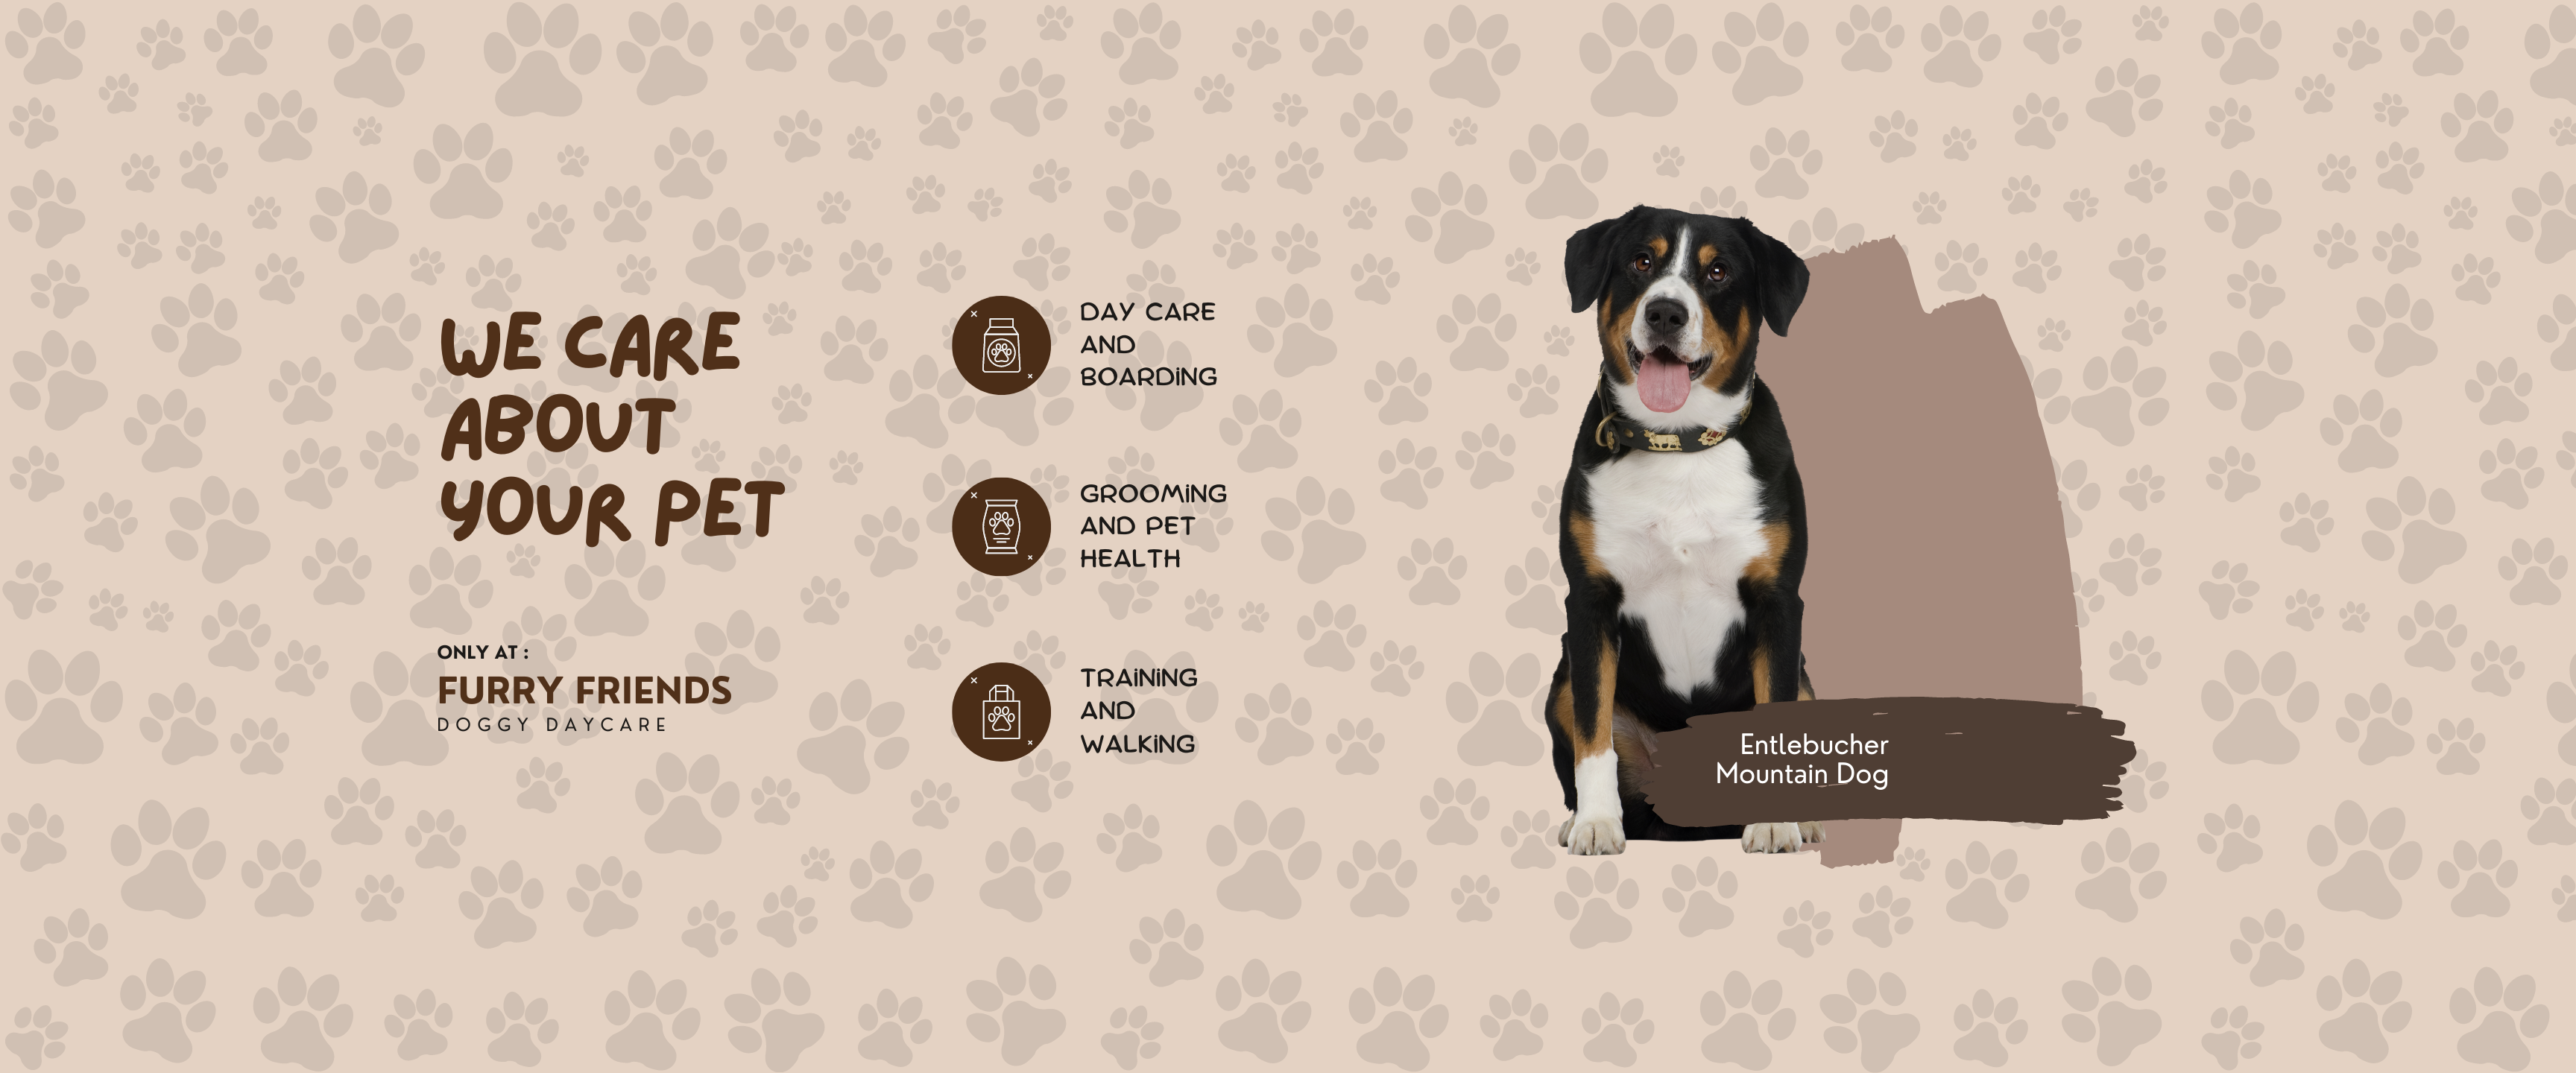 WE CARE
ABOUT
YOUR PET
ONLY AT :
FURRY FRIENDS
DOGGY DAYCARE
DAY CARE
AND
BOARDING
GROOMING
AND PET
HEALTH
TRAINING
AND
WALKING
Entlebucher
Mountain Dog